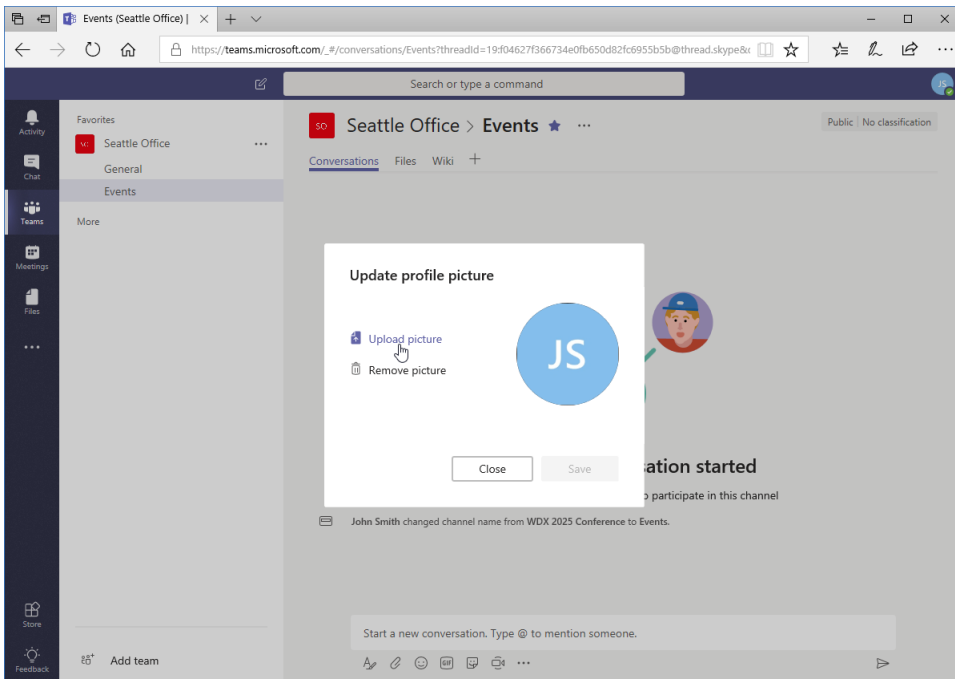 Events (Seattle Office) |
https://teams.microsoft.com/_#/conversations/Events?threadId=19:f04627f366734e0fb650d82fc6955b5b@thread.skype&c
Search or type a command
JS
Activity
Chat
Teams
Meetings
Files
Store
Feedback
Favorites
SO Seattle Office
General
Events
More
Add team
SO Seattle Office > Events
Public | No classification
Conversations Files Wiki
Update profile picture
Upload picture
Remove picture
JS
Close Save
ation started
participate in this channel
John Smith changed channel name from WDX 2025 Conference to Events.
Start a new conversation. Type @ to mention someone.
GIF